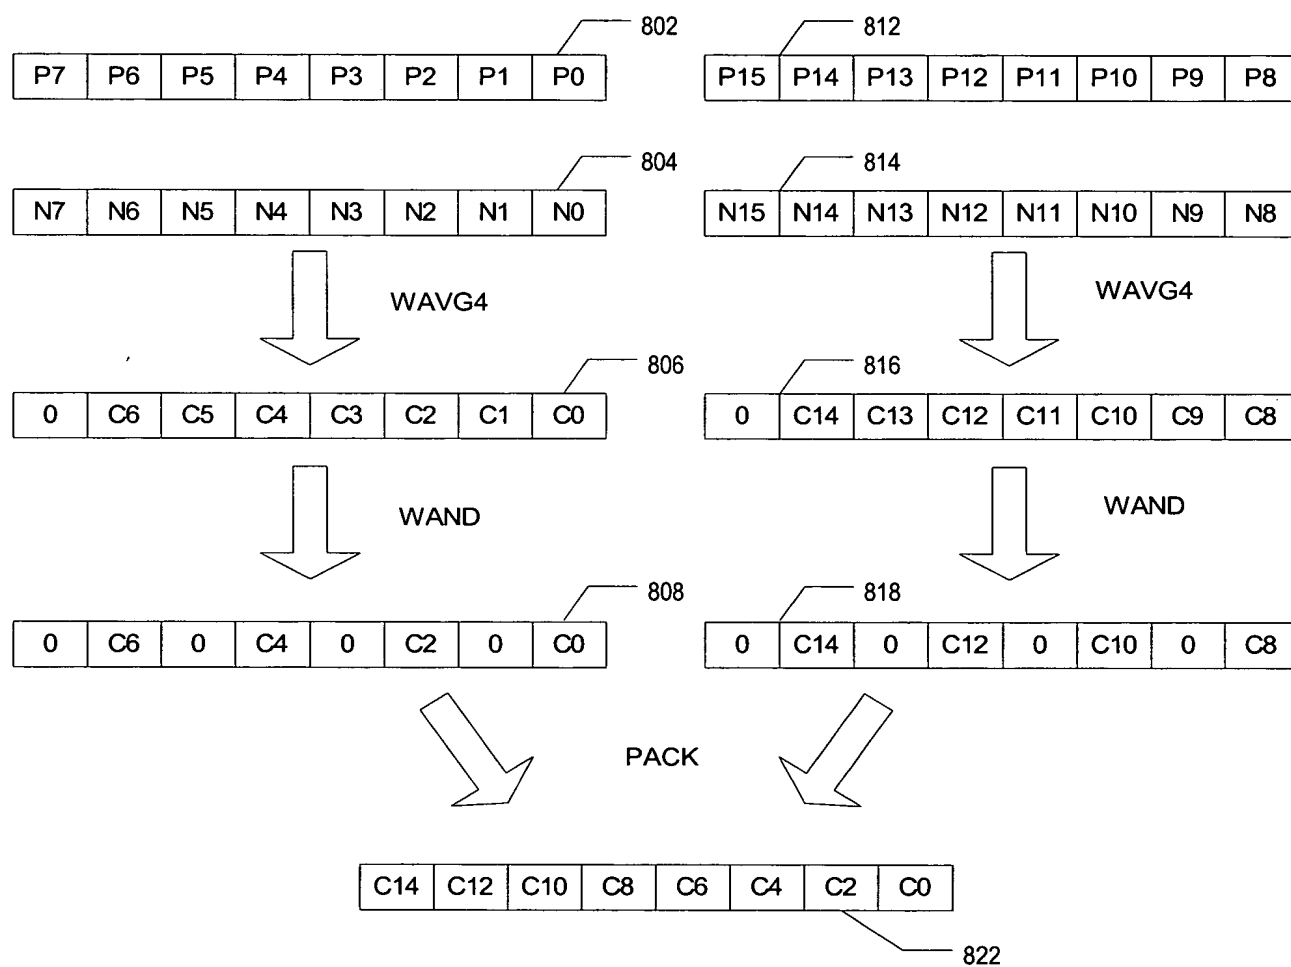 802 812
P7 P6 P5 P4 P3 P2 P1 P0 P15 P14 P13 P12 P11 P10 P9 P8
804 814
N7 N6 N5 N4 N3 N2 N1 N0 N15 N14 N13 N12 N11 N10 N9 N8
WAVG4 WAVG4
806 816
0 C6 C5 C4 C3 C2 C1 C0 0 C14 C13 C12 C11 C10 C9 C8
WAND WAND
808 818
0 C6 0 C4 0 C2 0 C0 0 C14 0 C12 0 C10 0 C8
PACK
C14 C12 C10 C8 C6 C4 C2 C0
822